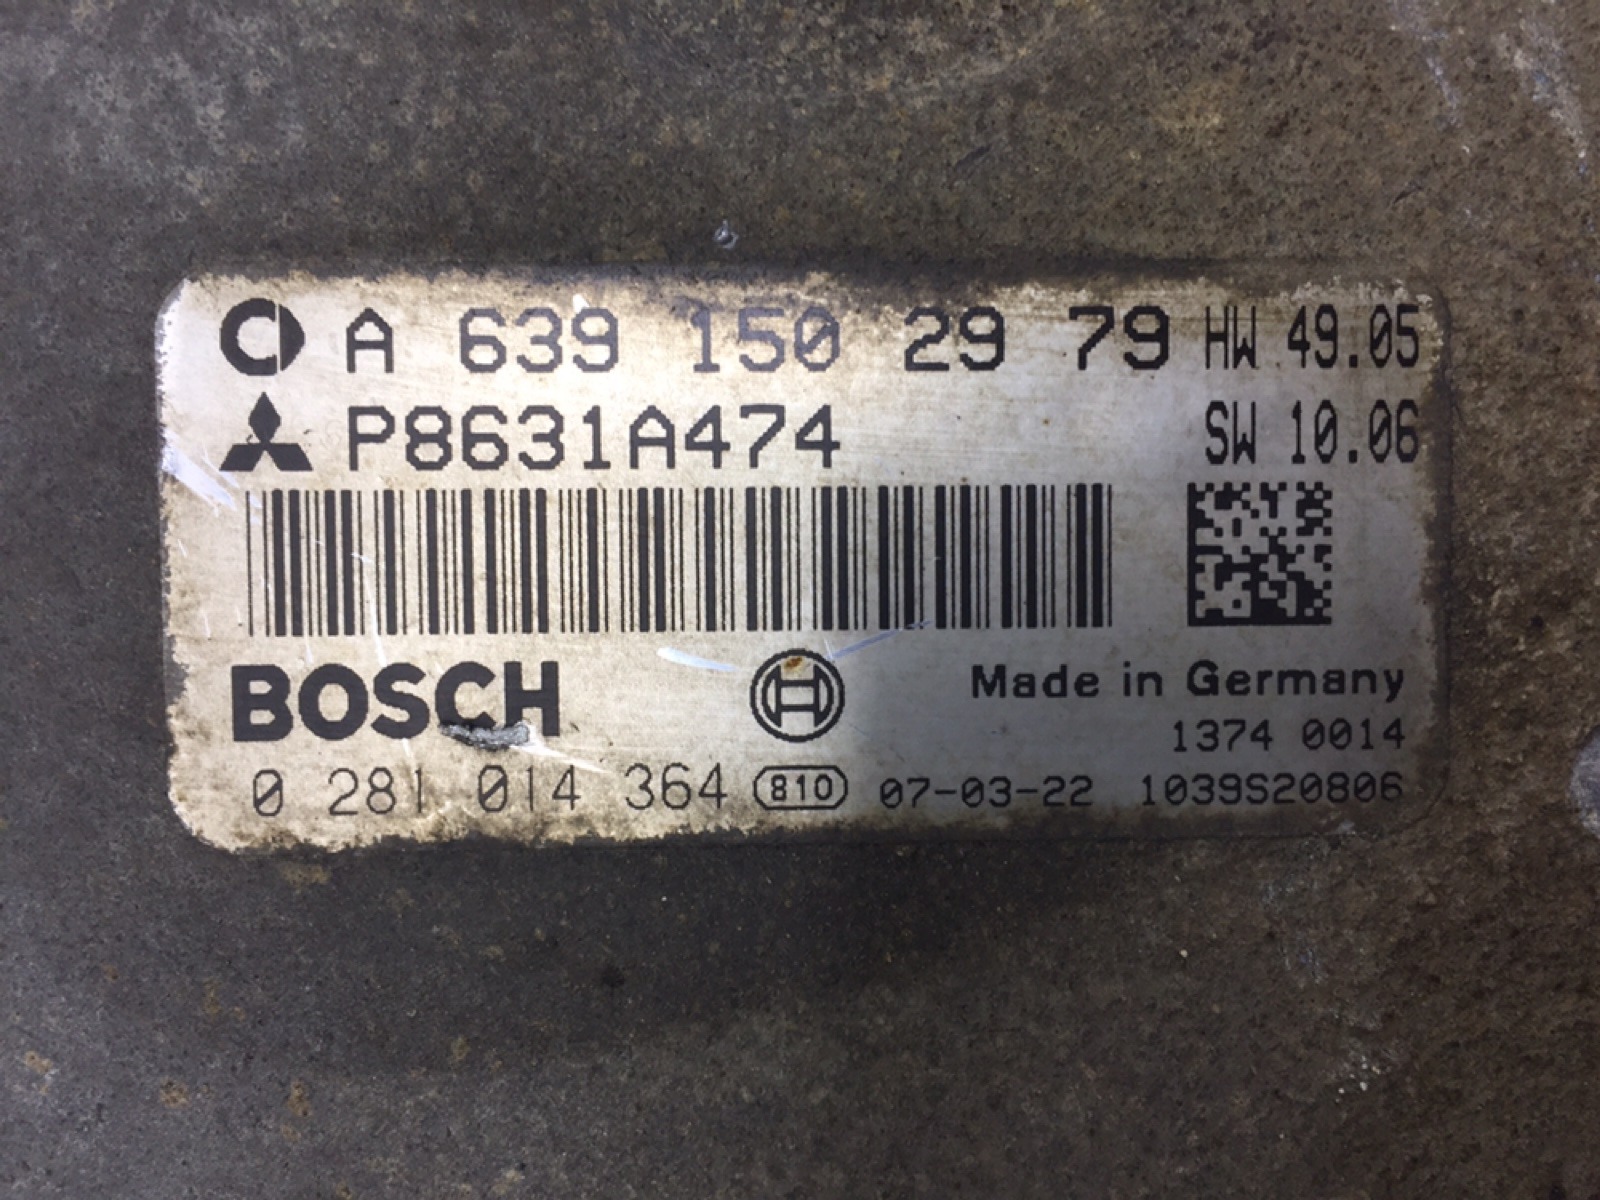 A 639 150 29 79 HW 49.05
P8631A474 SW 10.06
BOSCH Made in Germany
1374 0014
0 281 014 364 810 07-03-22 1039S20806